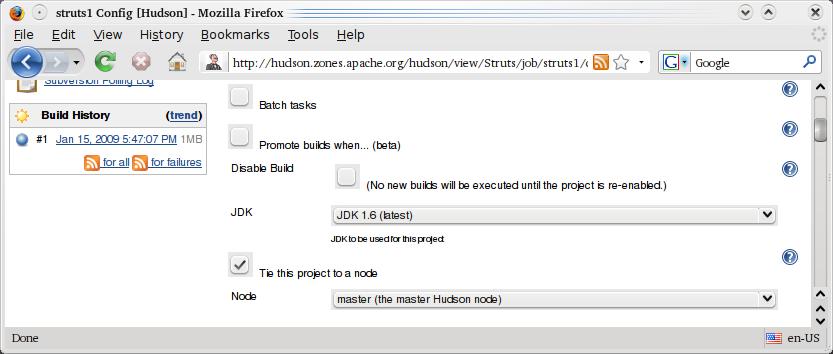 struts1 Config [Hudson] - Mozilla Firefox
File Edit View History Bookmarks Tools Help
http://hudson.zones.apache.org/hudson/view/Struts/job/struts1/ G Google
Subversion Polling Log
Build History (trend)
#1 Jan 15, 2009 5:47:07 PM 1MB
for all for failures
Batch tasks
Promote builds when... (beta)
Disable Build
(No new builds will be executed until the project is re-enabled.)
JDK JDK 1.6 (latest)
JDK to be used for this project
Tie this project to a node
Node master (the master Hudson node)
Done en-US